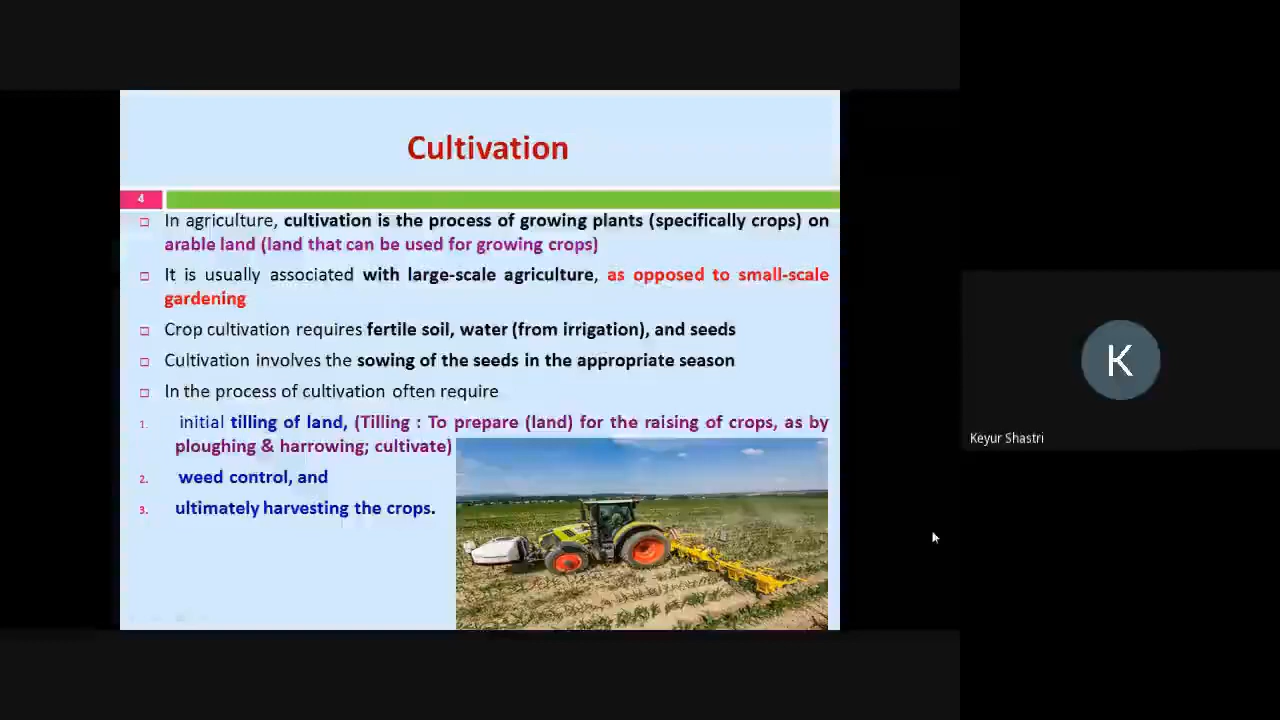 Cultivation
4
In agriculture, cultivation is the process of growing plants (specifically crops) on
arable land (land that can be used for growing crops)
It is usually associated with large-scale agriculture, as opposed to small-scale
gardening
Crop cultivation requires fertile soil, water (from irrigation), and seeds
Cultivation involves the sowing of the seeds in the appropriate season
In the process of cultivation often require
1. initial tilling of land, (Tilling : To prepare (land) for the raising of crops, as by
ploughing & harrowing; cultivate)
2. weed control, and
3. ultimately harvesting the crops.
K
Keyur Shastri